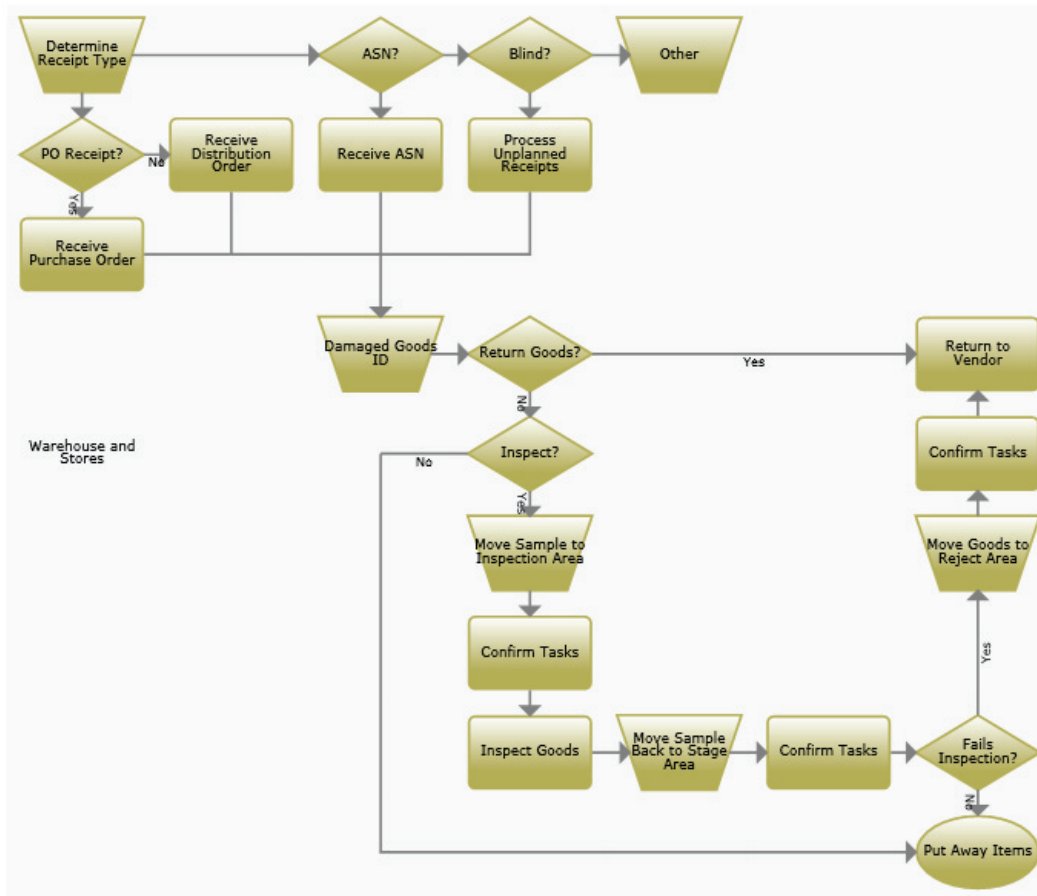 Determine
Receipt Type
ASN?
Blind?
Other
PO Receipt?
No
Receive
Distribution
Order
Receive ASN
Process
Unplanned
Receipts
Yes
Receive
Purchase Order
Damaged Goods
ID
Return Goods?
Yes
Return to
Vendor
No
Warehouse and
Stores
Inspect?
No
Confirm Tasks
Yes
Move Sample to
Inspection Area
Move Goods to
Reject Area
Confirm Tasks
Yes
Inspect Goods
Move Sample
Back to Stage
Area
Confirm Tasks
Fails
Inspection?
No
Put Away Items